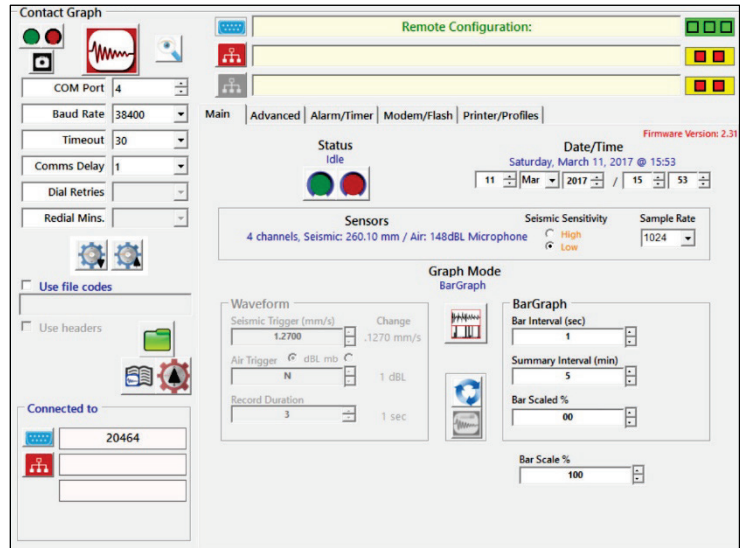 Contact Graph
COM Port 4
Baud Rate 38400
Timeout 30
Comms Delay 1
Dial Retries
Redial Mins.
Use file codes
Use headers
Connected to
20464
Remote Configuration:
Main Advanced Alarm/Timer Modem/Flash Printer/Profiles
Firmware Version: 2.31
Status
Idle
Date/Time
Saturday, March 11, 2017 @ 15:53
11 Mar 2017 / 15 53
Sensors
4 channels, Seismic: 260.10 mm / Air: 148dBL Microphone
Seismic Sensitivity
High
Low
Sample Rate
1024
Graph Mode
BarGraph
Waveform
Seismic Trigger (mm/s) Change
1.2700 .1270 mm/s
Air Trigger dBL mb
N 1 dBL
Record Duration
3 1 sec
BarGraph
Bar Interval (sec)
1
Summary Interval (min)
5
Bar Scaled %
00
Bar Scale %
100